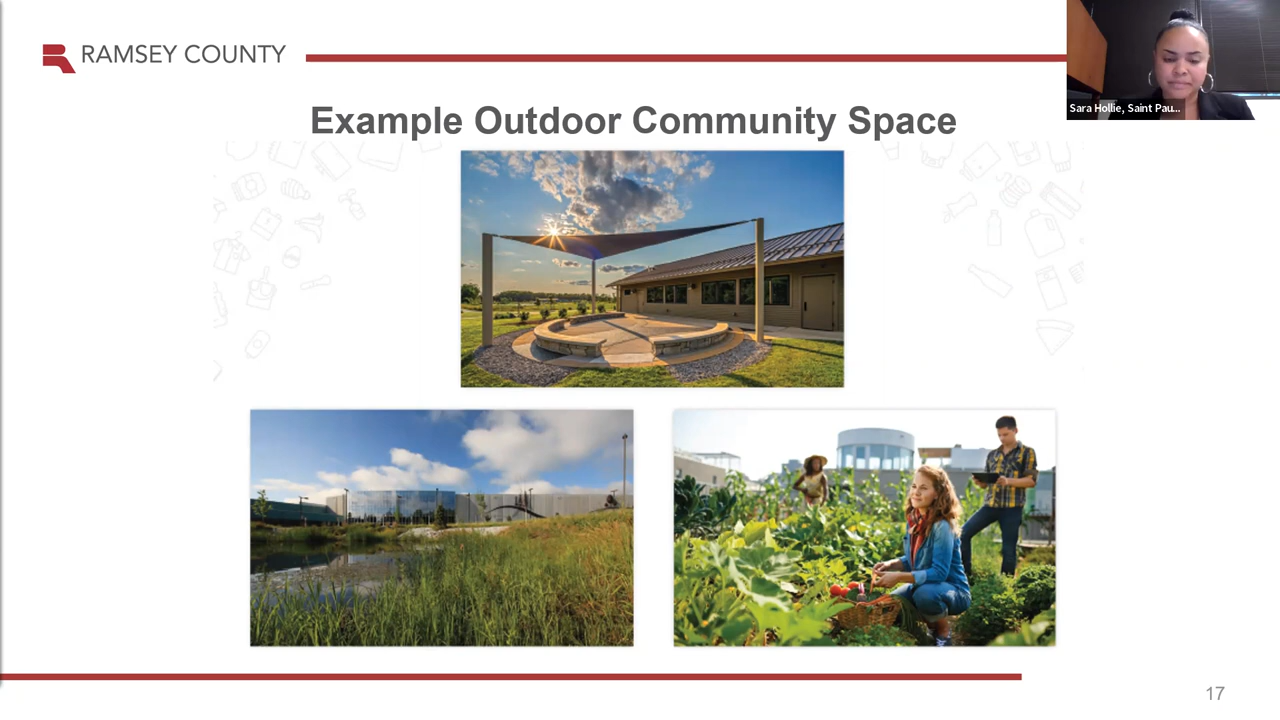 RAMSEY COUNTY
Sara Hollie, Saint Pau...
Example Outdoor Community Space
17